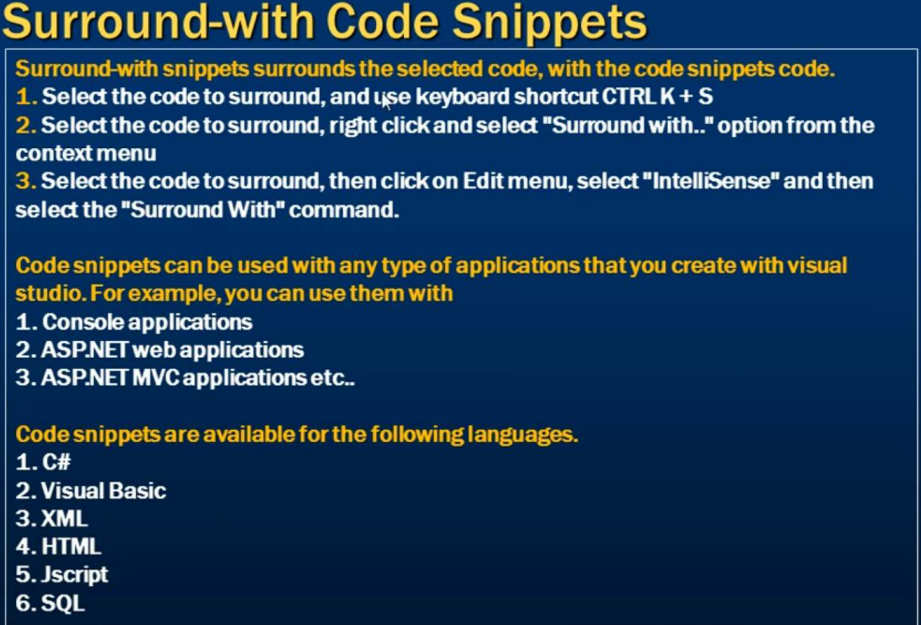 Surround-with Code Snippets
Surround-with snippets surrounds the selected code, with the code snippets code.
1. Select the code to surround, and use keyboard shortcut CTRL K + S
2. Select the code to surround, right click and select "Surround with.." option from the
context menu
3. Select the code to surround, then click on Edit menu, select "IntelliSense" and then
select the "Surround With" command.
Code snippets can be used with any type of applications that you create with visual
studio. For example, you can use them with
1. Console applications
2. ASP.NET web applications
3. ASP.NET MVC applications etc..
Code snippets are available for the following languages.
1. C#
2. Visual Basic
3. XML
4. HTML
5. Jscript
6. SQL